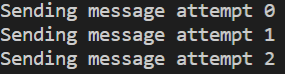 Sending message attempt 0
Sending message attempt 1
Sending message attempt 2